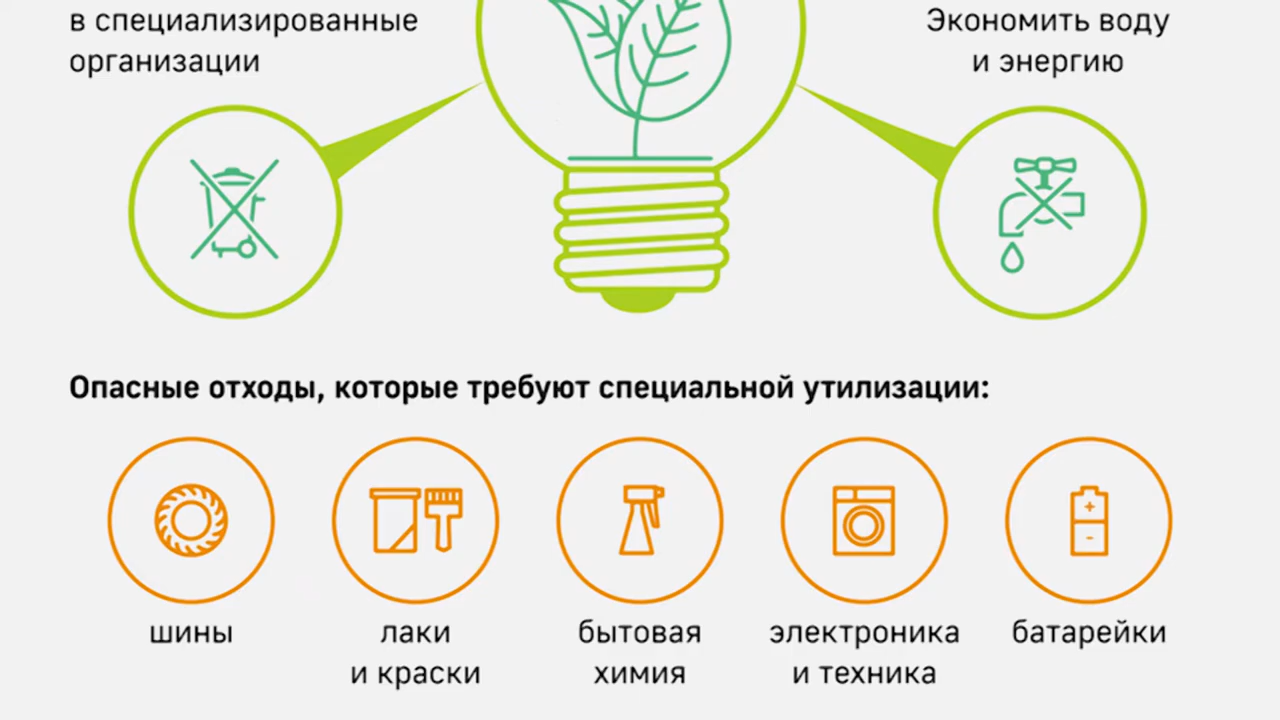 в специализированные
организации
Экономить воду
и энергию
Опасные отходы, которые требуют специальной утилизации:
шины
лаки
и краски
бытовая
химия
электроника
и техника
батарейки